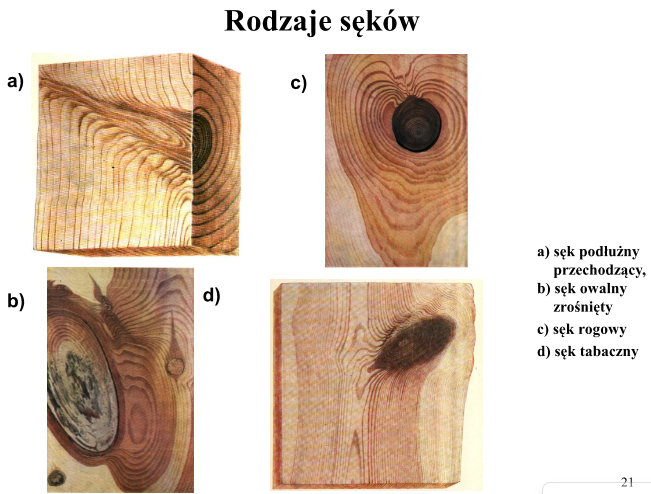 Rodzaje sęków
a)
c)
b)
d)
a) sęk podłużny
przechodzący,
b) sęk owalny
zrośnięty
c) sęk rogowy
d) sęk tabaczny
21